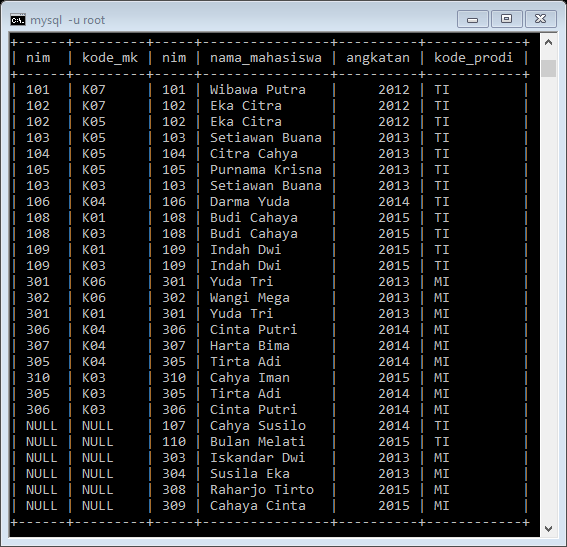 mysql -u root
+------+---------+-----+----------------+----------+------------+
| nim  | kode_mk | nim | nama_mahasiswa | angkatan | kode_prodi |
+------+---------+-----+----------------+----------+------------+
| 101  | K07     | 101 | Wibawa Putra   |     2012 | TI         |
| 102  | K07     | 102 | Eka Citra      |     2012 | TI         |
| 102  | K05     | 102 | Eka Citra      |     2012 | TI         |
| 103  | K05     | 103 | Setiawan Buana |     2013 | TI         |
| 104  | K05     | 104 | Citra Cahya    |     2013 | TI         |
| 105  | K05     | 105 | Purnama Krisna |     2013 | TI         |
| 103  | K03     | 103 | Setiawan Buana |     2013 | TI         |
| 106  | K04     | 106 | Darma Yuda     |     2014 | TI         |
| 108  | K01     | 108 | Budi Cahaya    |     2015 | TI         |
| 108  | K03     | 108 | Budi Cahaya    |     2015 | TI         |
| 109  | K01     | 109 | Indah Dwi      |     2015 | TI         |
| 109  | K03     | 109 | Indah Dwi      |     2015 | TI         |
| 301  | K06     | 301 | Yuda Tri       |     2013 | MI         |
| 302  | K06     | 302 | Wangi Mega     |     2013 | MI         |
| 301  | K01     | 301 | Yuda Tri       |     2013 | MI         |
| 306  | K04     | 306 | Cinta Putri    |     2014 | MI         |
| 307  | K04     | 307 | Harta Bima     |     2014 | MI         |
| 305  | K04     | 305 | Tirta Adi      |     2014 | MI         |
| 310  | K03     | 310 | Cahya Iman     |     2015 | MI         |
| 305  | K03     | 305 | Tirta Adi      |     2014 | MI         |
| 306  | K03     | 306 | Cinta Putri    |     2014 | MI         |
| NULL | NULL    | 107 | Cahya Susilo   |     2014 | TI         |
| NULL | NULL    | 110 | Bulan Melati   |     2015 | TI         |
| NULL | NULL    | 303 | Iskandar Dwi   |     2013 | MI         |
| NULL | NULL    | 304 | Susila Eka     |     2013 | MI         |
| NULL | NULL    | 308 | Raharjo Tirto  |     2015 | MI         |
| NULL | NULL    | 309 | Cahaya Cinta   |     2015 | MI         |
+------+---------+-----+----------------+----------+------------+